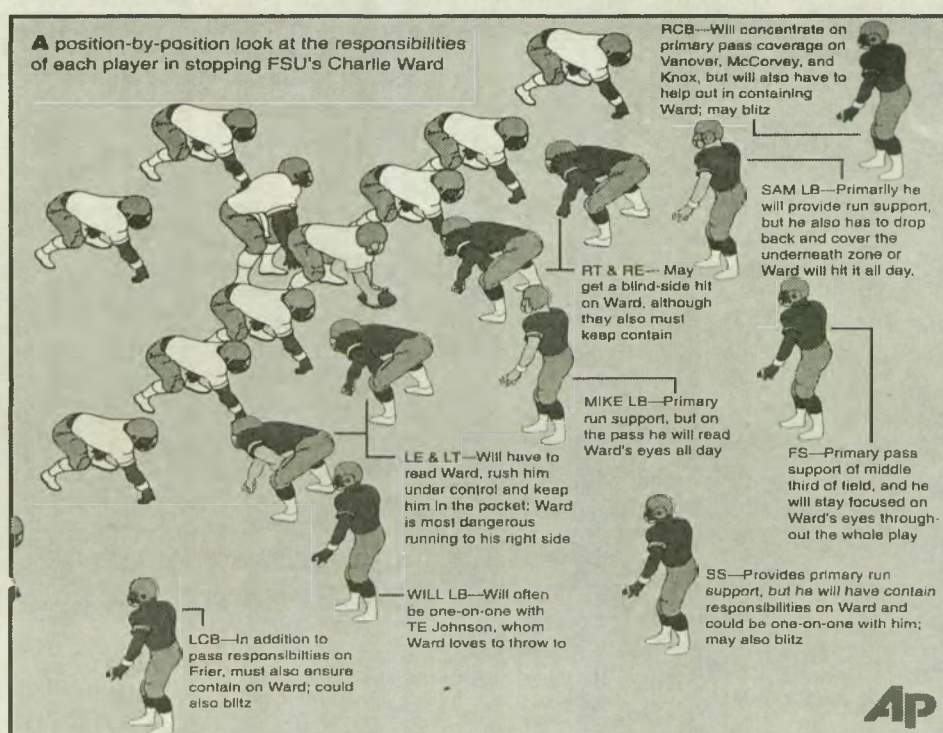 A position-by-position look at the responsibilities
of each player in stopping FSU's Charlie Ward
RCB—Will concentrate on
primary pass coverage on
Vanover, McCorvey, and
Knox, but will also have to
help out in containing
Ward; may blitz
SAM LB—Primarily he
will provide run support,
but he also has to drop
back and cover the
underneath zone or
Ward will hit it all day.
RT & RE— May
get a blind-side hit
on Ward, although
they also must
keep contain
MIKE LB—Primary
run support, but on
the pass he will read
Ward's eyes all day
FS—Primary pass
support of middle
third of field, and he
will stay focused on
Ward's eyes through-
out the whole play
LE & LT—Will have to
read Ward, rush him
under control and keep
him in the pocket: Ward
is most dangerous
running to his right side
SS—Provides primary run
support, but he will have contain
responsibilities on Ward and
could be one-on-one with him;
may also blitz
WILL LB—Will often
be one-on-one with
TE Johnson, whom
Ward loves to throw to
LCB—In addition to
pass responsibilties on
Frier, must also ensure
contain on Ward; could
also blitz
AP